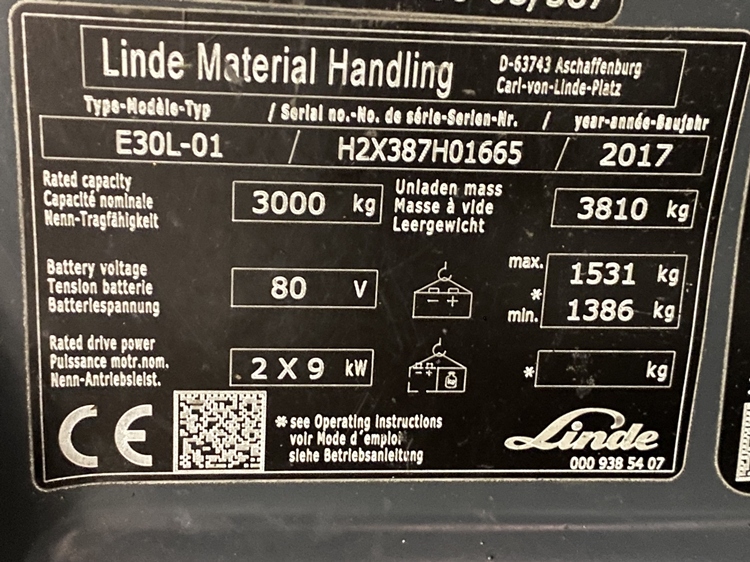 Linde Material Handling
D-63743 Aschaffenburg
Carl-von-Linde-Platz
Type-Modèle-Typ / Serial no.-No. de série-Serien-Nr. / year-année-Baujahr
E30L-01 / H2X387H01665 / 2017
Rated capacity
Capacité nominale
Nenn-Tragfähigkeit
3000 kg
Unladen mass
Masse à vide
Leergewicht
3810 kg
Battery voltage
Tension batterie
Batteriespannung
80 V
- +
max. 1531 kg
*
min. 1386 kg
Rated drive power
Puissance motr.nom.
Nenn-Antriebsleist.
2 X 9 kW
* kg
CE
* see Operating Instructions
voir Mode d'emploi
siehe Betriebsanleitung
Linde
000 938 54 07